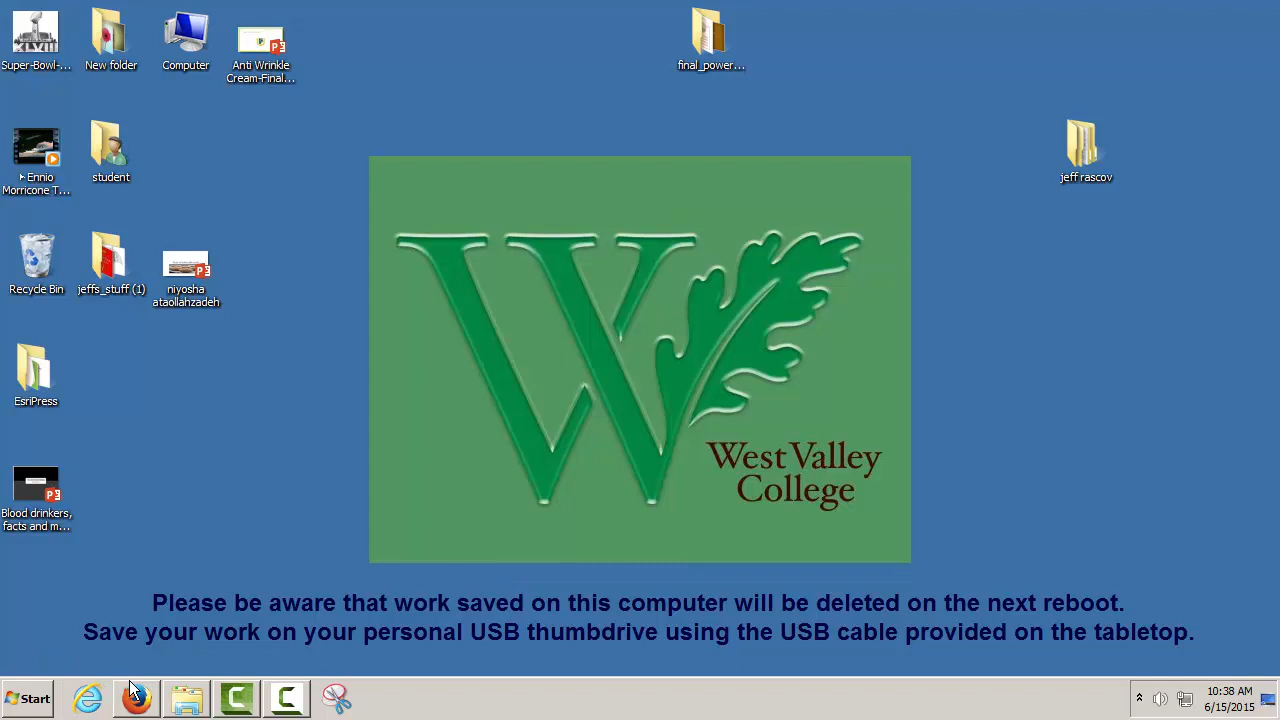 Super-Bowl-...
New folder
Computer
Anti Wrinkle
Cream-Final...
final_power...
XLVIII
Ennio
Morricone T...
student
jeff rascov
Recycle Bin
jeffs_stuff (1)
niyosha
ataollahzadeh
EsriPress
Blood drinkers,
facts and m...
West Valley
College
Please be aware that work saved on this computer will be deleted on the next reboot.
Save your work on your personal USB thumbdrive using the USB cable provided on the tabletop.
Start
10:38 AM
6/15/2015